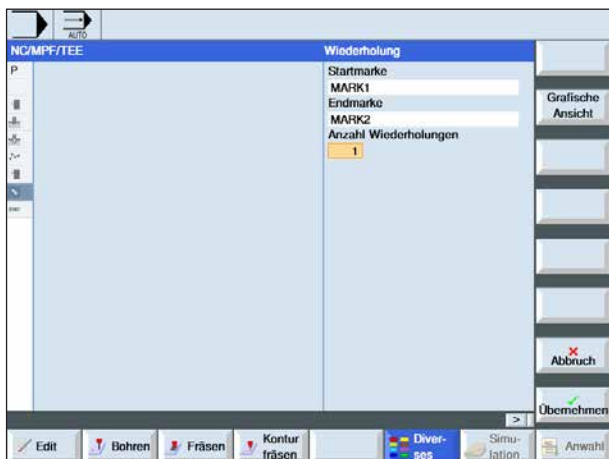 AUTO
NC/MPF/TEE
Wiederholung
P
Startmarke
MARK1
Endmarke
MARK2
Anzahl Wiederholungen
1
END
Grafische
Ansicht
Abbruch
Übernehmen
>
Edit
Bohren
Fräsen
Kontur
fräsen
Diver-
ses
Simu-
lation
Anwahl